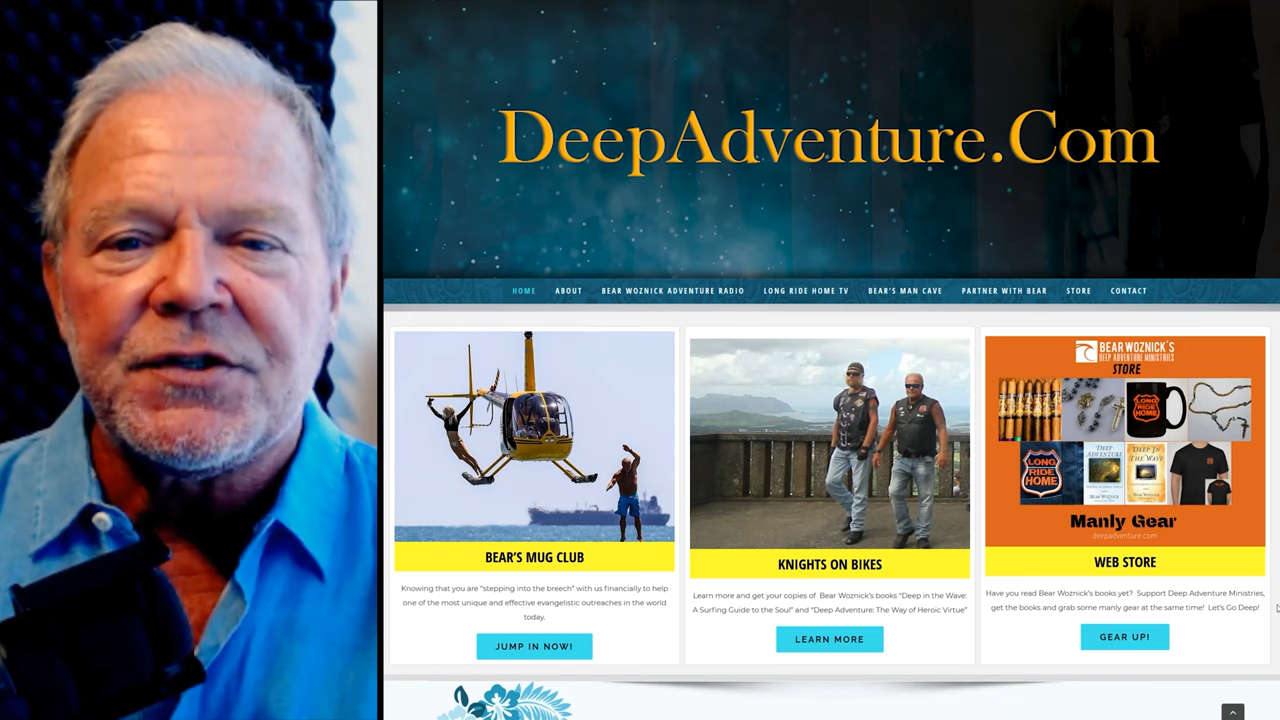 DeepAdventure.Com
HOME ABOUT BEAR WOZNICK ADVENTURE RADIO LONG RIDE HOME TV BEAR'S MAN CAVE PARTNER WITH BEAR STORE CONTACT
BEAR'S MUG CLUB
Knowing that you are "stepping into the breech" with us financially to help
one of the most unique and effective evangelistic outreaches in the world
today.
JUMP IN NOW!
KNIGHTS ON BIKES
Learn more and get your copies of Bear Woznick's books "Deep in the Wave:
A Surfing Guide to the Soul" and "Deep Adventure: The Way of Heroic Virtue"
LEARN MORE
BEAR WOZNICK'S
DEEP ADVENTURE MINISTRIES
STORE
LONG
RIDE
HOME
LONG
RIDE
HOME
DEEP
ADVENTURE
BEAR WOZNICK
DEEP IN
THE WAVE
BEAR WOZNICK
Manly Gear
deepadventure.com
WEB STORE
Have you read Bear Woznick's books yet? Support Deep Adventure Ministries,
get the books and grab some manly gear at the same time! Let's Go Deep!
GEAR UP!